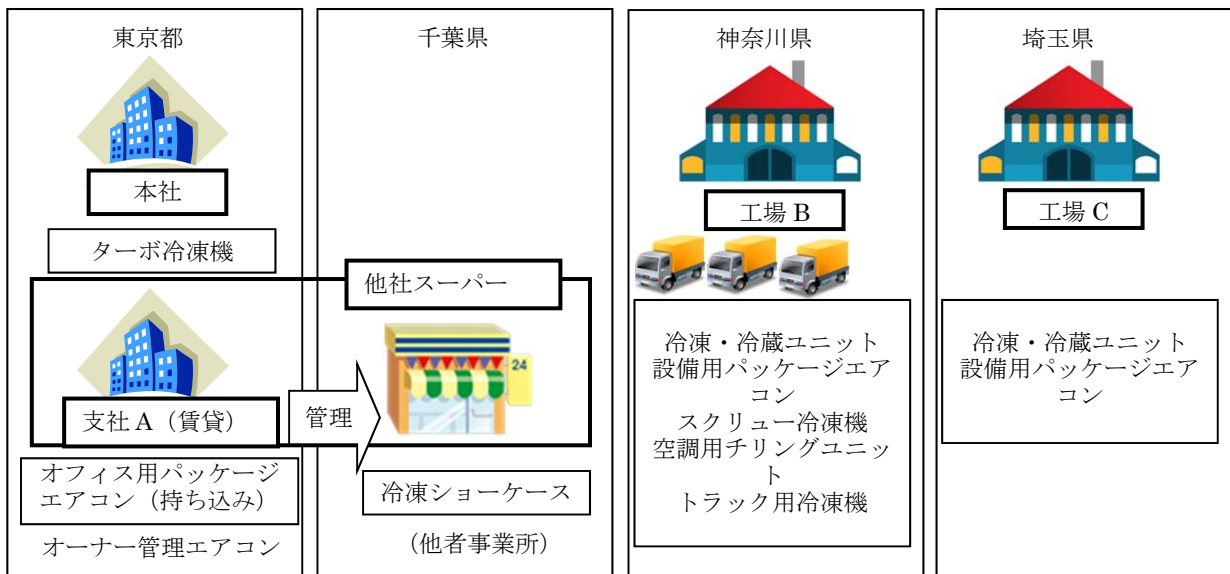 東京都
本社
ターボ冷凍機
支社 A（賃貸）
オフィス用パッケージ
エアコン（持ち込み）
オーナー管理エアコン
管理
千葉県
他社スーパー
24
冷凍ショーケース
（他者事業所）
神奈川県
工場 B
冷凍・冷蔵ユニット
設備用パッケージエア
コン
スクリュー冷凍機
空調用チリングユニッ
ト
トラック用冷凍機
埼玉県
工場 C
冷凍・冷蔵ユニット
設備用パッケージエア
コン